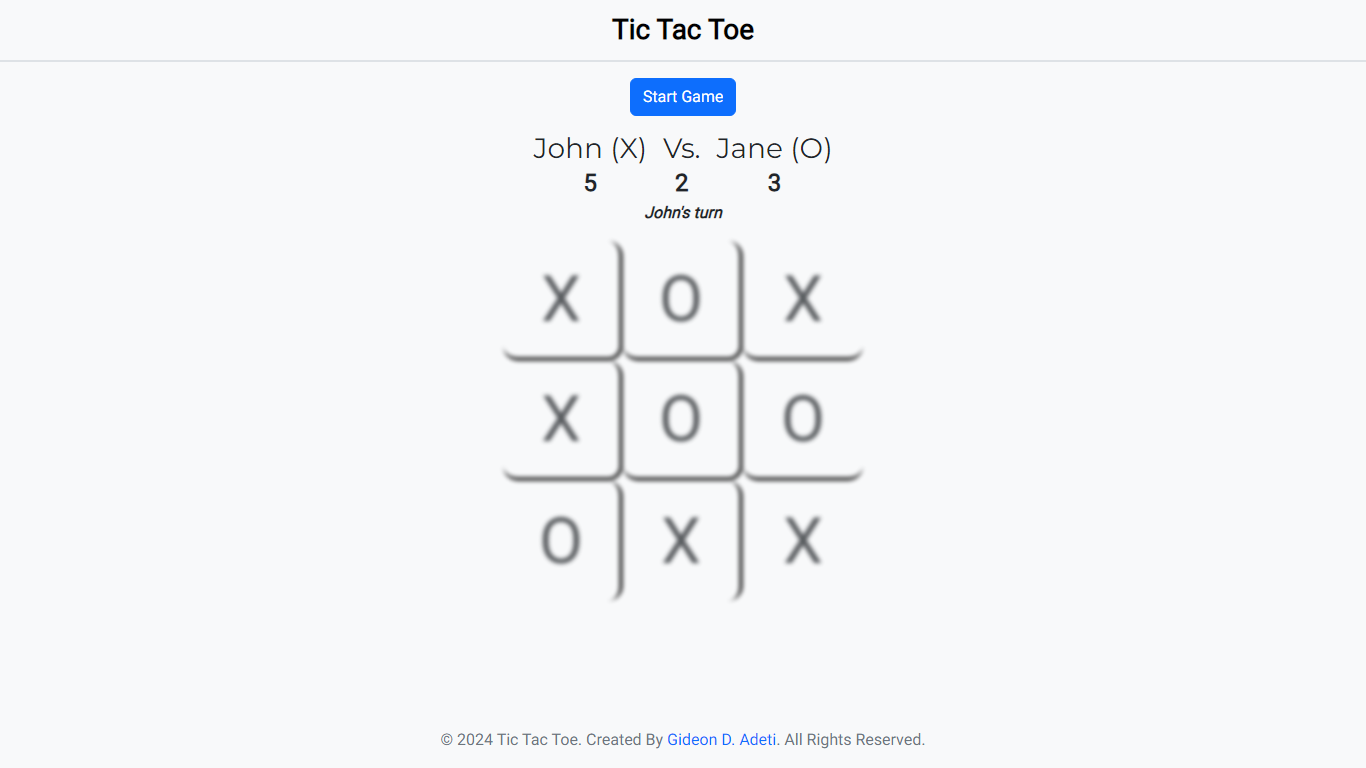 Tic Tac Toe
Start Game
John (X) Vs. Jane (O)
5 2 3
John's turn
X O X
X O O
O X X
© 2024 Tic Tac Toe. Created By Gideon D. Adeti. All Rights Reserved.